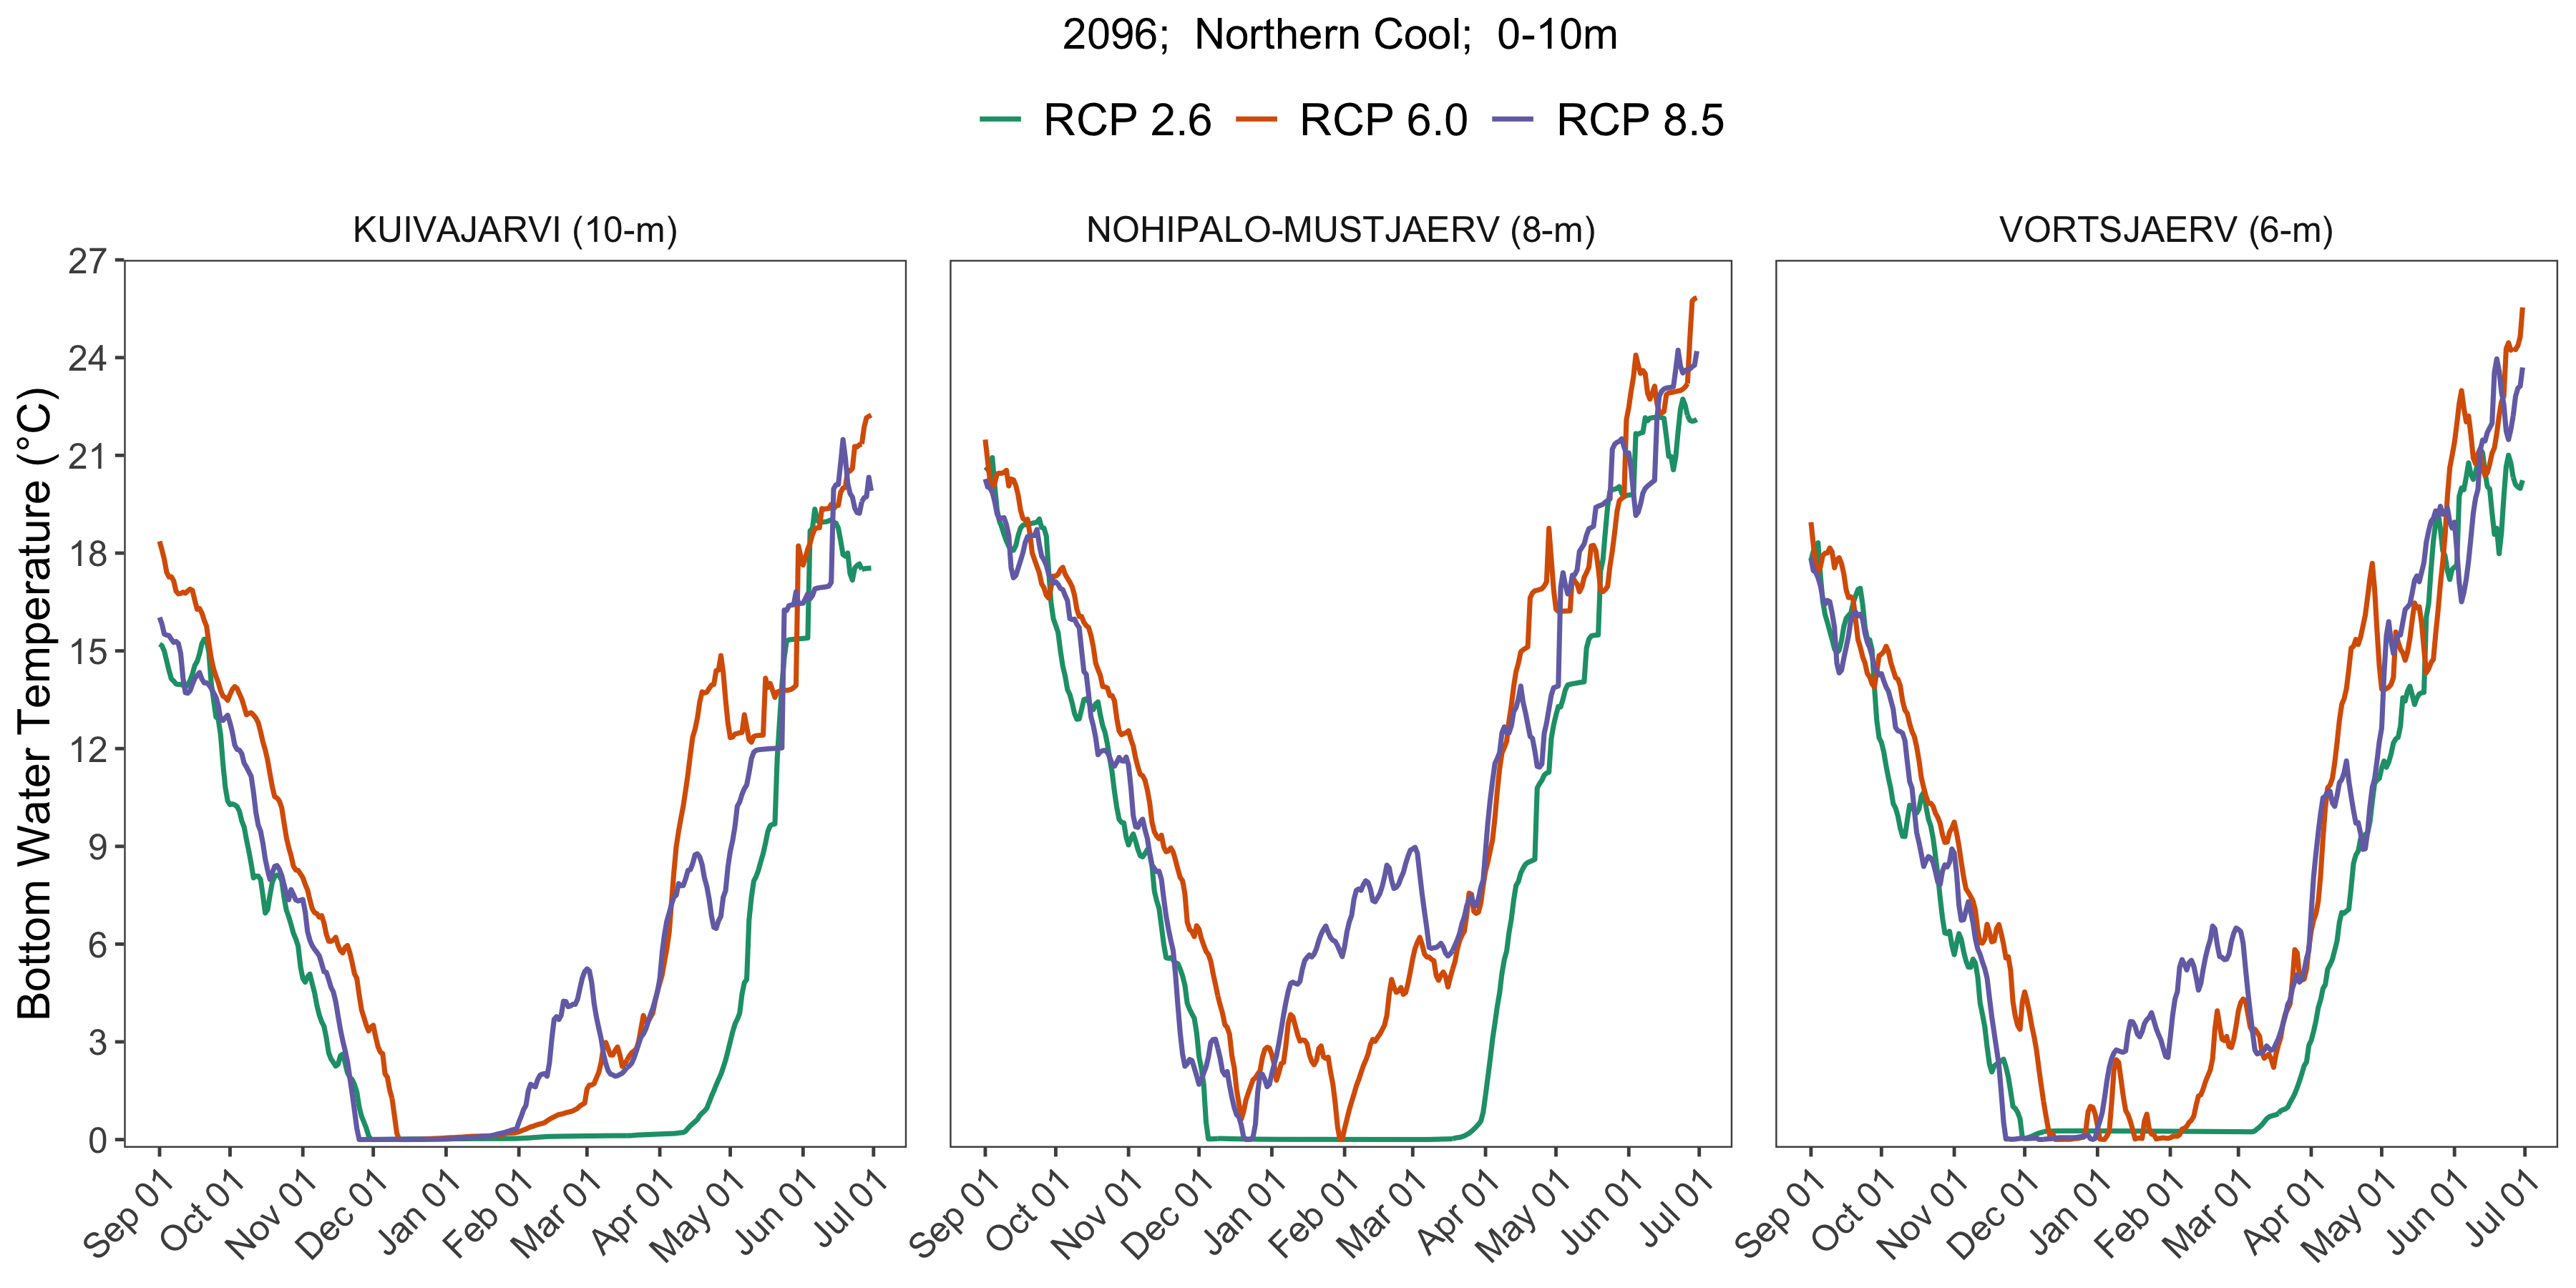 2096;  Northern Cool;  0-10m
RCP 2.6 RCP 6.0 RCP 8.5
KUIVAJARVI (10-m) NOHIPALO-MUSTJAERV (8-m) VORTSJAERV (6-m)
Bottom Water Temperature (°C)
27
24
21
18
15
12
9
6
3
0
Sep 01 Oct 01 Nov 01 Dec 01 Jan 01 Feb 01 Mar 01 Apr 01 May 01 Jun 01 Jul 01 Sep 01 Oct 01 Nov 01 Dec 01 Jan 01 Feb 01 Mar 01 Apr 01 May 01 Jun 01 Jul 01 Sep 01 Oct 01 Nov 01 Dec 01 Jan 01 Feb 01 Mar 01 Apr 01 May 01 Jun 01 Jul 01